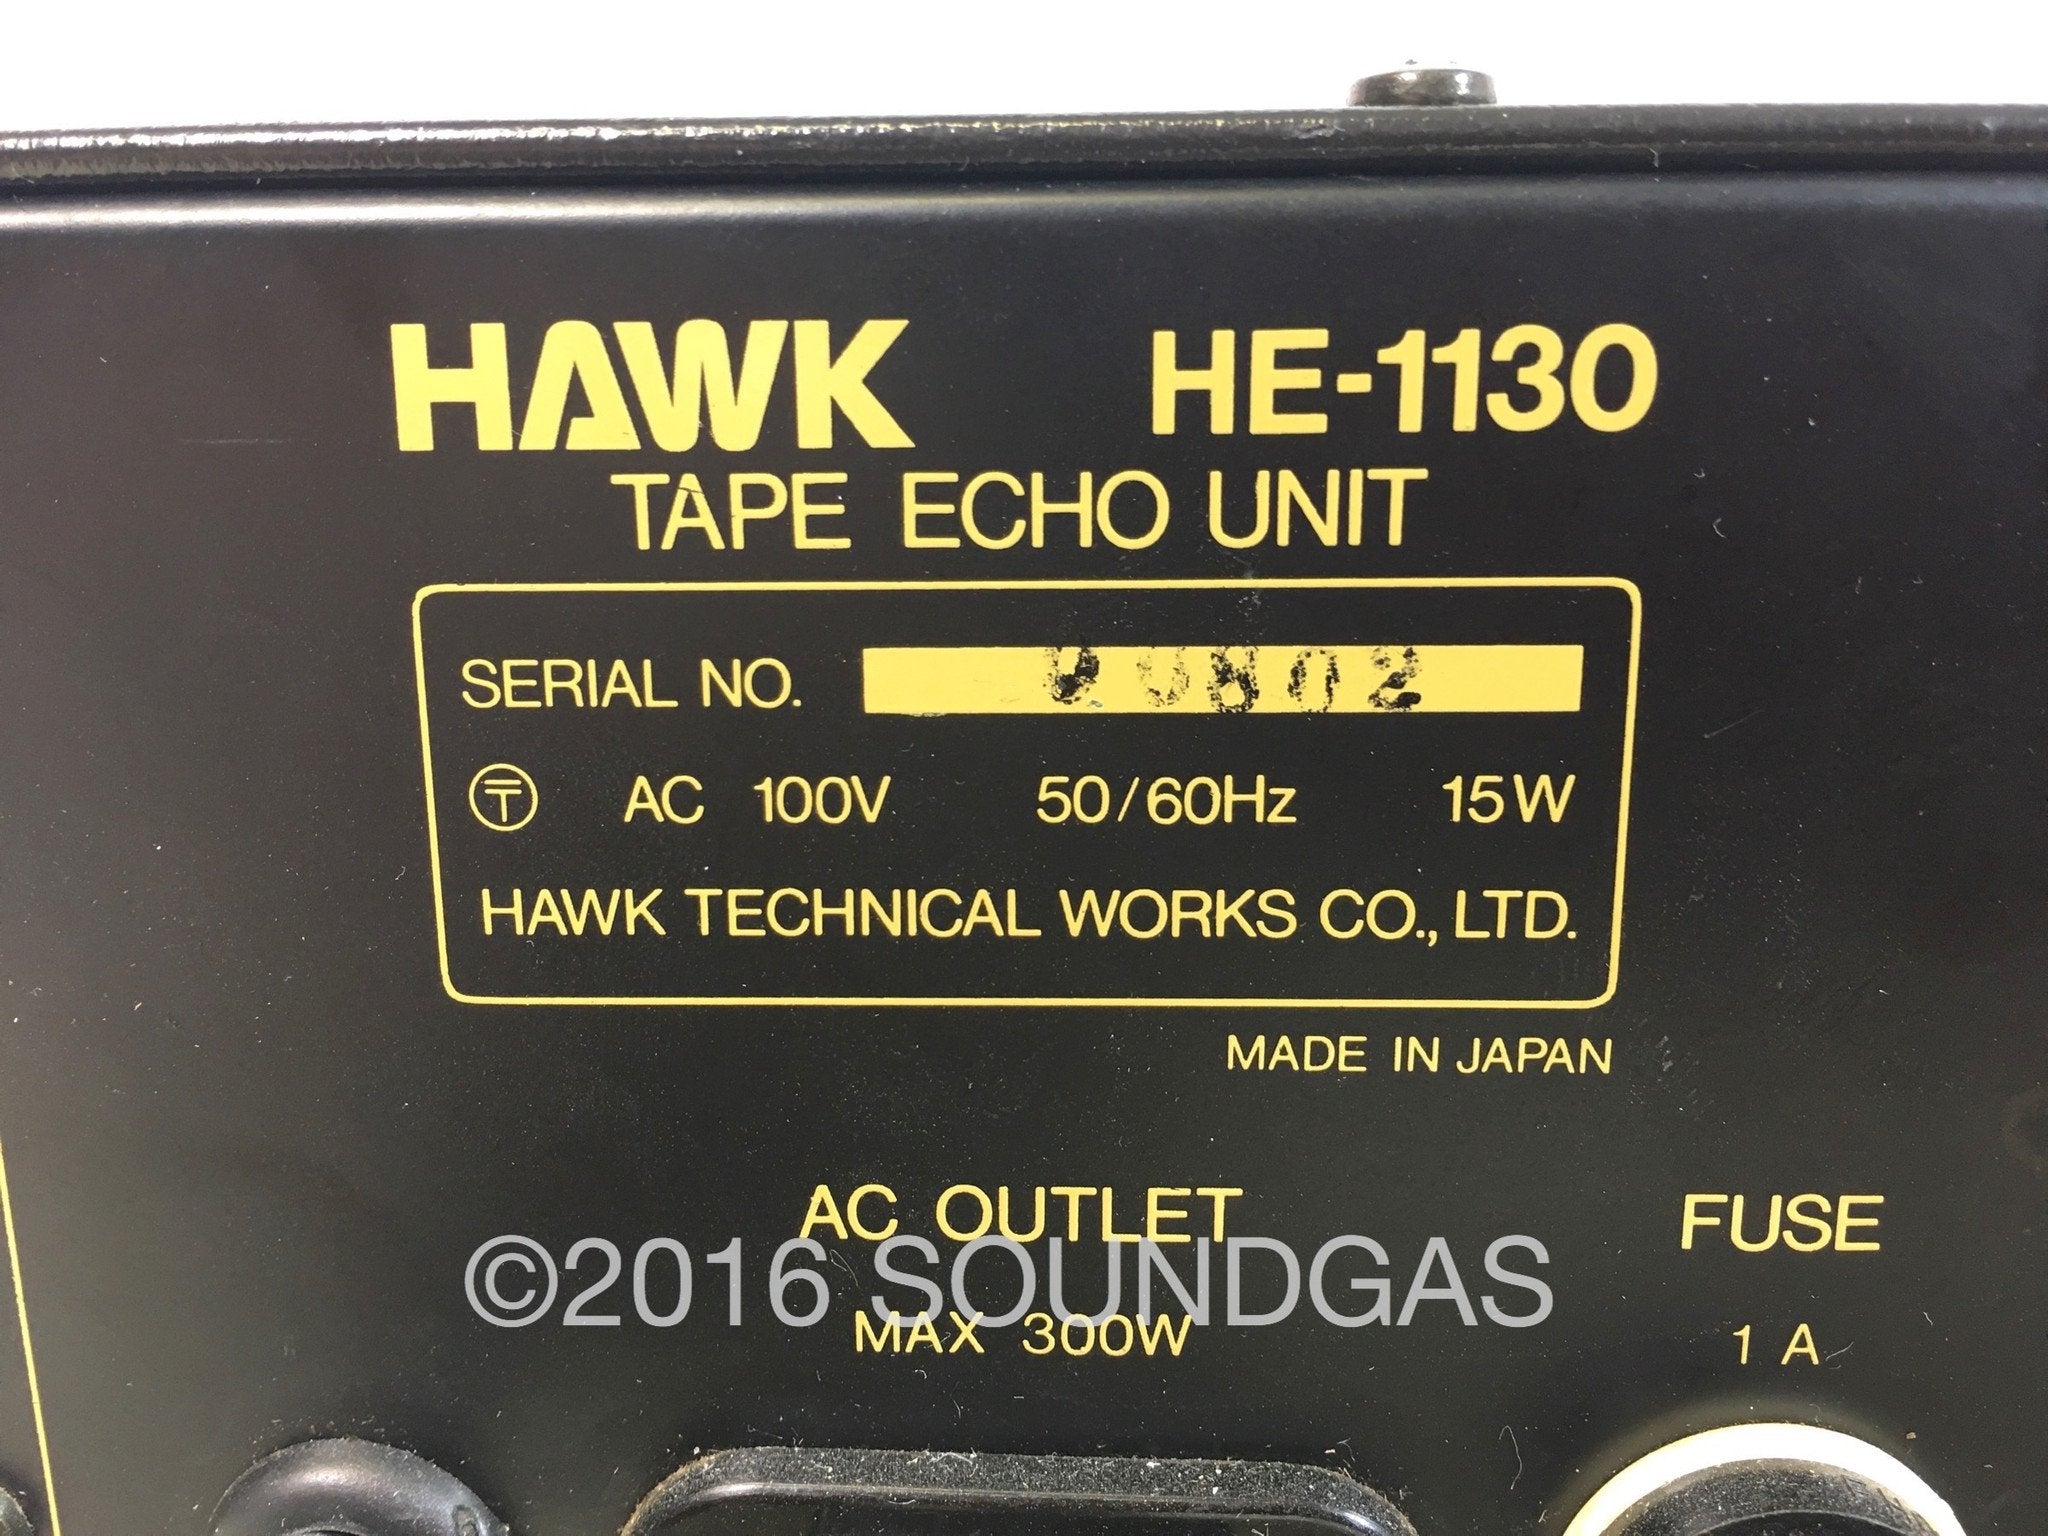 HAWK HE-1130
TAPE ECHO UNIT
SERIAL NO.
〒 AC 100V 50/60Hz 15W
HAWK TECHNICAL WORKS CO., LTD.
MADE IN JAPAN
AC OUTLET FUSE
©2016 SOUNDGAS
MAX 300W 1 A